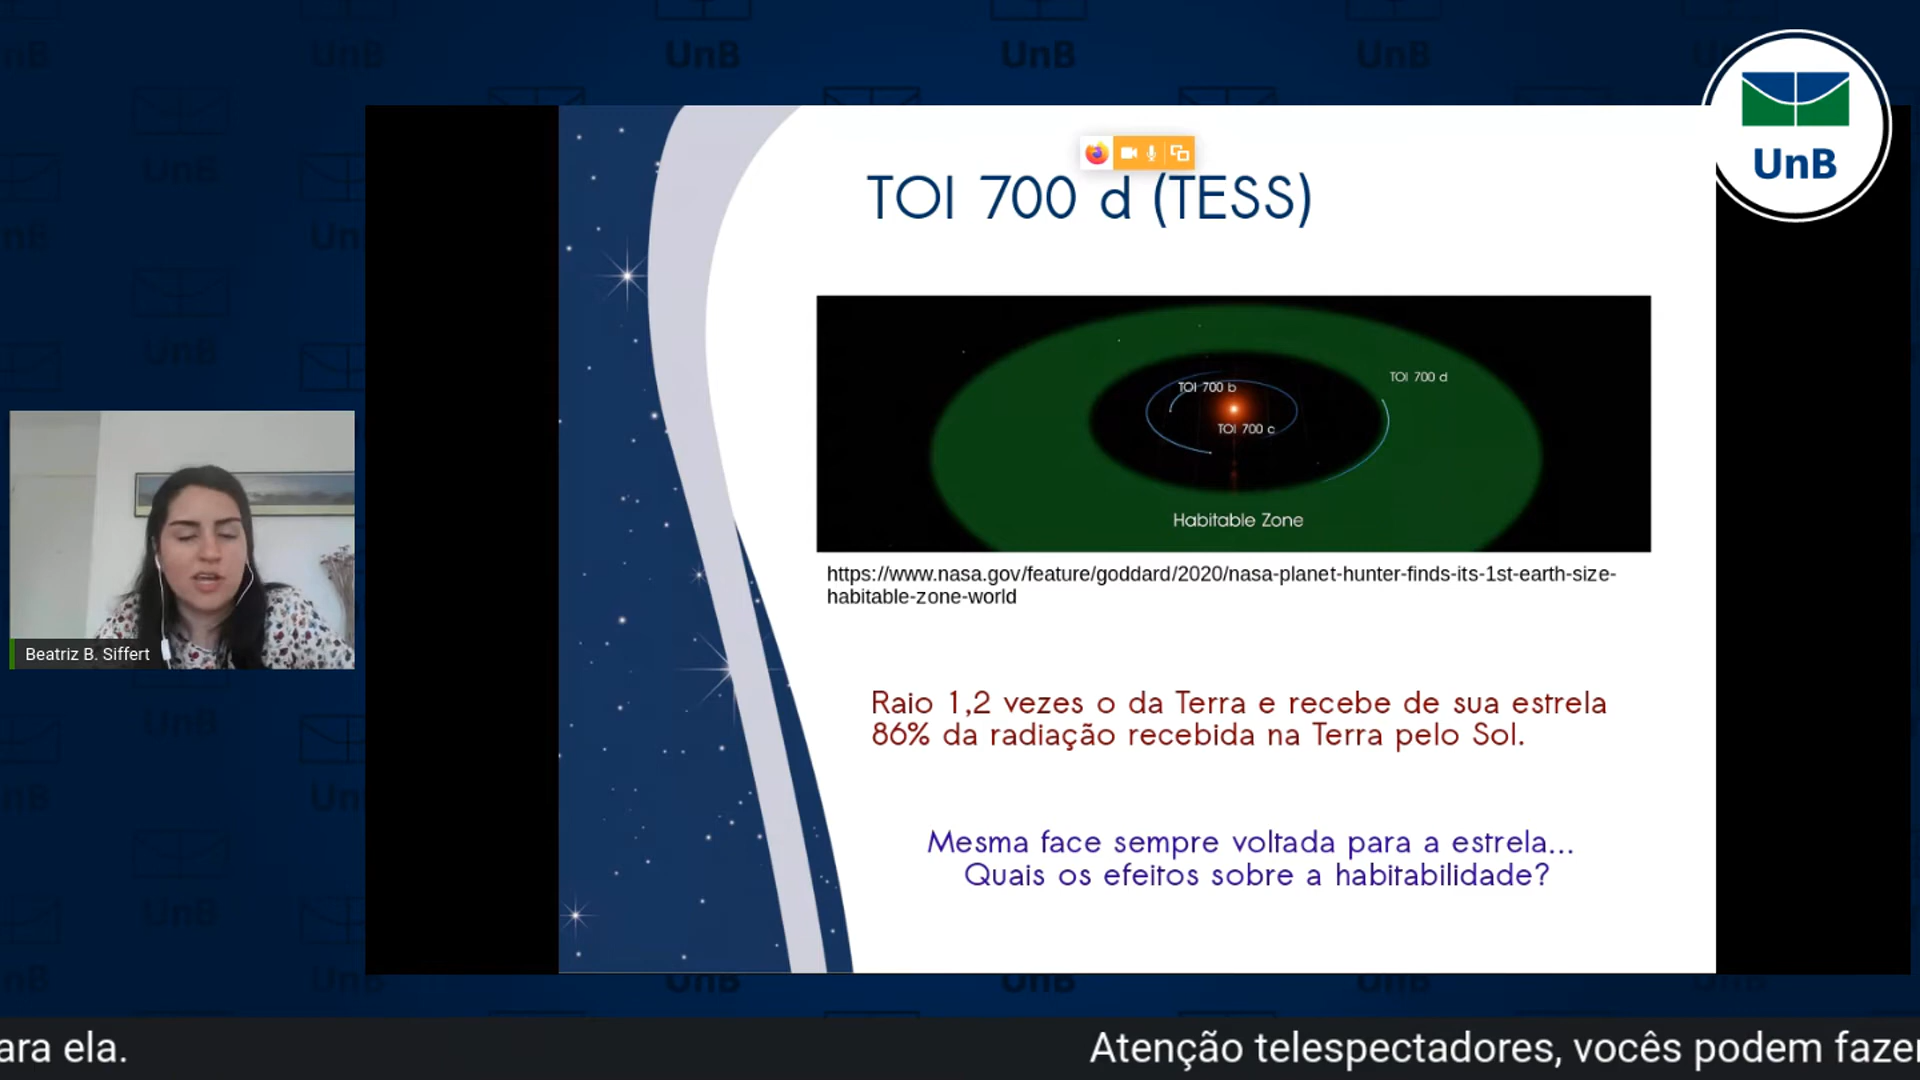 UnB
TOI 700 d (TESS)
TOI 700 b
TOI 700 c
TOI 700 d
Habitable Zone
https://www.nasa.gov/feature/goddard/2020/nasa-planet-hunter-finds-its-1st-earth-size-
habitable-zone-world
Raio 1,2 vezes o da Terra e recebe de sua estrela
86% da radiação recebida na Terra pelo Sol.
Mesma face sempre voltada para a estrela...
Quais os efeitos sobre a habitabilidade?
Beatriz B. Siffert
ela. Atenção telespectadores, vocês podem